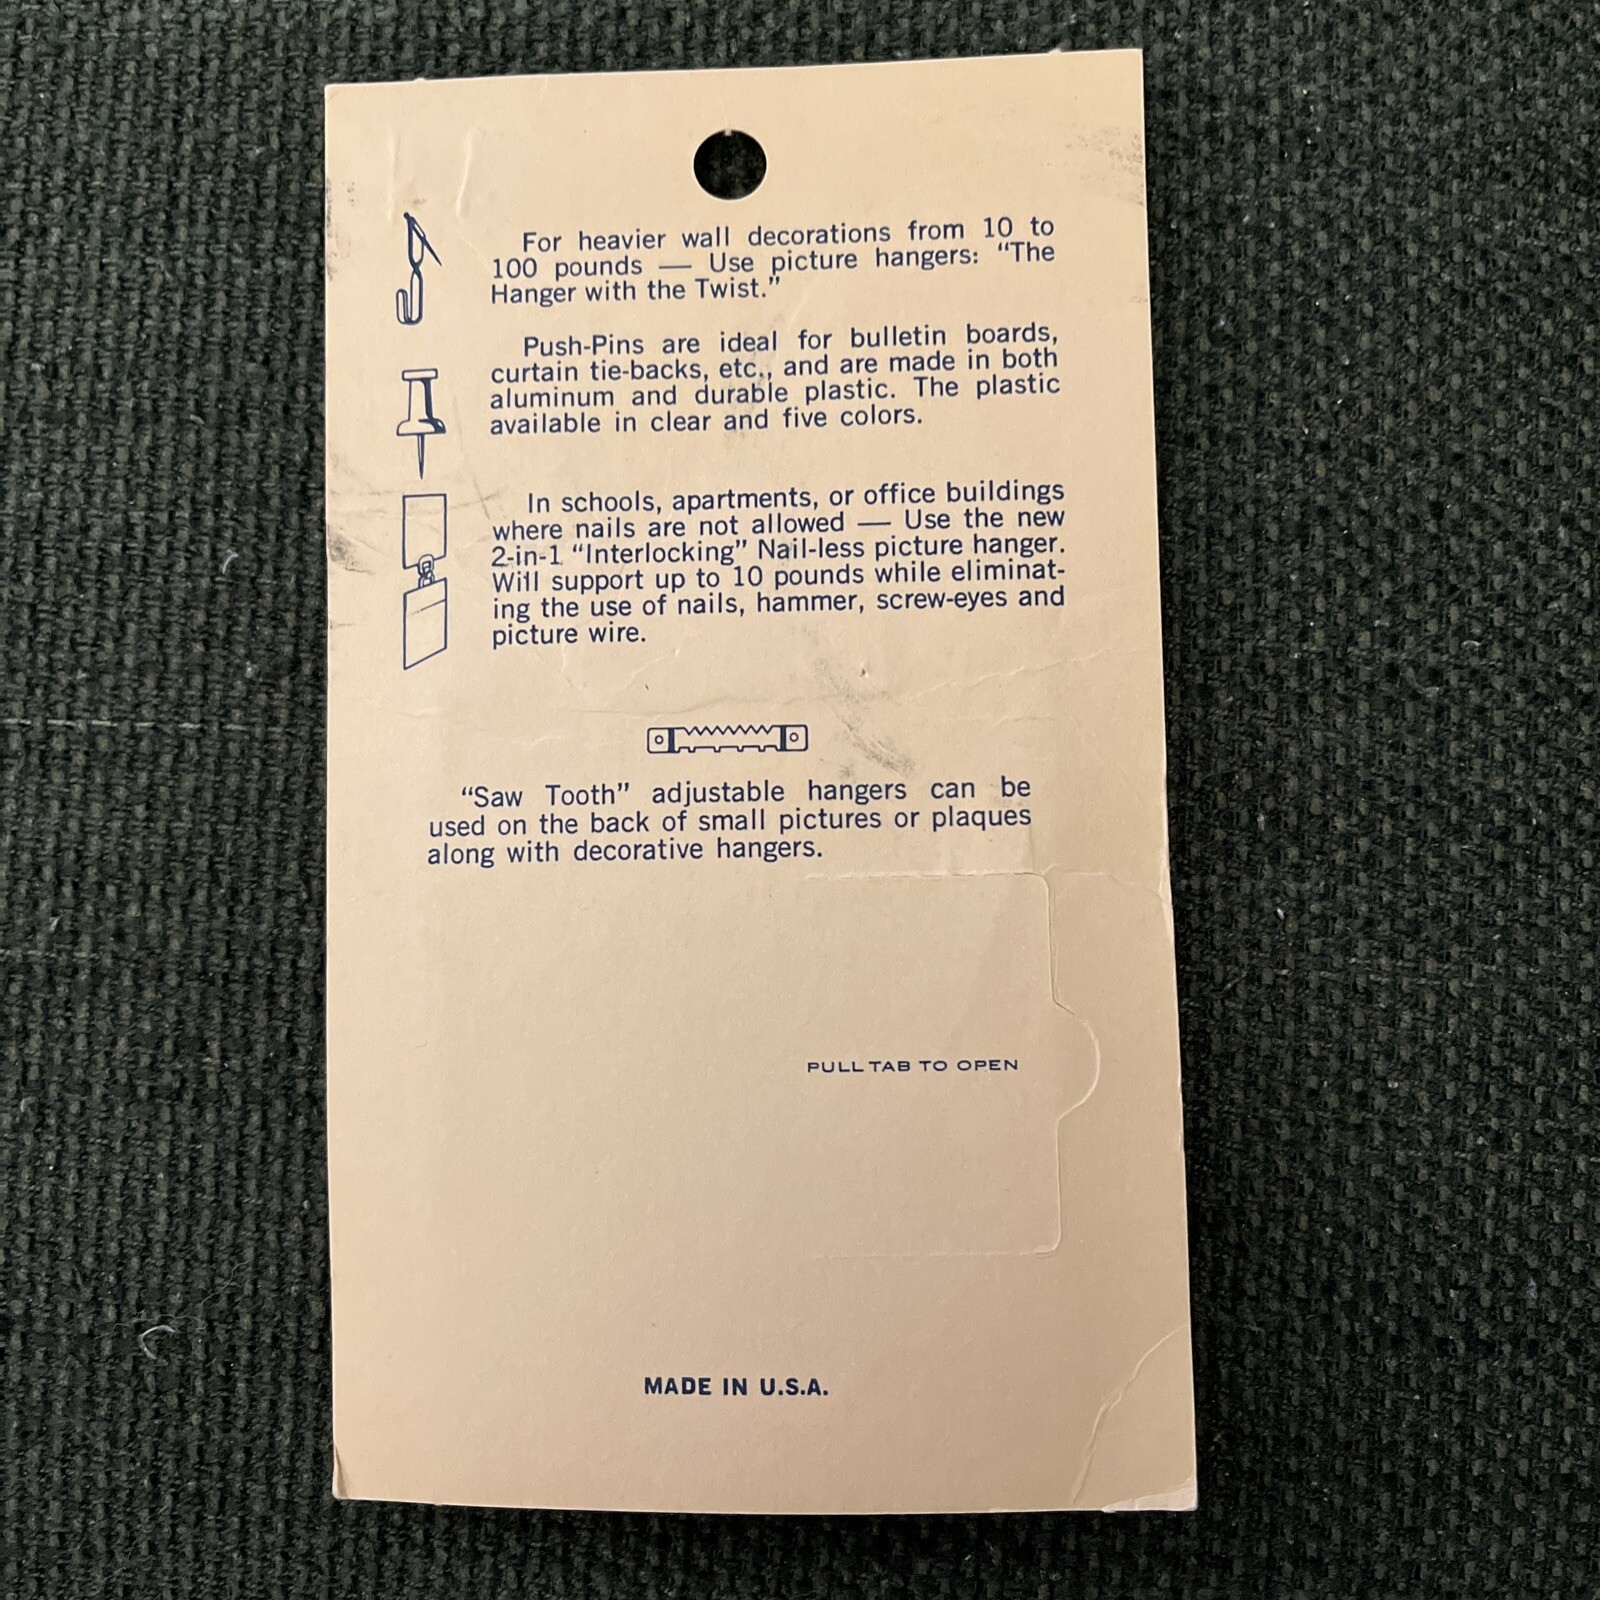 For heavier wall decorations from 10 to
100 pounds — Use picture hangers: “The
Hanger with the Twist.”
Push-Pins are ideal for bulletin boards,
curtain tie-backs, etc., and are made in both
aluminum and durable plastic. The plastic
available in clear and five colors.
In schools, apartments, or office buildings
where nails are not allowed — Use the new
2-in-1 “Interlocking” Nail-less picture hanger.
Will support up to 10 pounds while eliminat-
ing the use of nails, hammer, screw-eyes and
picture wire.
“Saw Tooth” adjustable hangers can be
used on the back of small pictures or plaques
along with decorative hangers.
PULL TAB TO OPEN
MADE IN U.S.A.